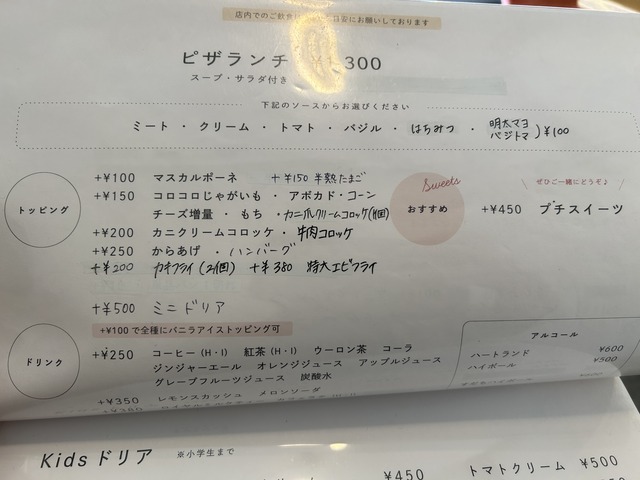 店内でのご飲食 目安にお願いしております
ピザランチ ¥1,300
スープ・サラダ付き
下記のソースからお選びください
ミート ・ クリーム ・ トマト ・ バジル ・ はちみつ ・ 明太マヨ バジトマ )¥100
トッピング
+¥100 マスカルポーネ +¥150 半熟たまご
+¥150 コロコロじゃがいも ・ アボカド・コーン
チーズ増量 ・ もち ・カニ爪クリームコロッケ(1個)
+¥200 カニクリームコロッケ ・ 牛肉コロッケ
+¥250 からあげ ・ ハンバーグ
+¥200 カキフライ (2個) +¥380 特大エビフライ
+¥500 ミニドリア
Sweets
おすすめ
ぜひご一緒にどうぞ♪
+¥450 プチスイーツ
+¥100で全種にバニラアイストッピング可
ドリンク
+¥250 コーヒー (H・I) 紅茶 (H・I) ウーロン茶 コーラ
ジンジャーエール オレンジジュース アップルジュース
グレープフルーツジュース 炭酸水
+¥350 レモンスカッシュ メロンソーダ
アルコール
ハートランド ¥600
ハイボール ¥500
Kids ドリア ※小学生まで
¥450
トマトクリーム ¥500